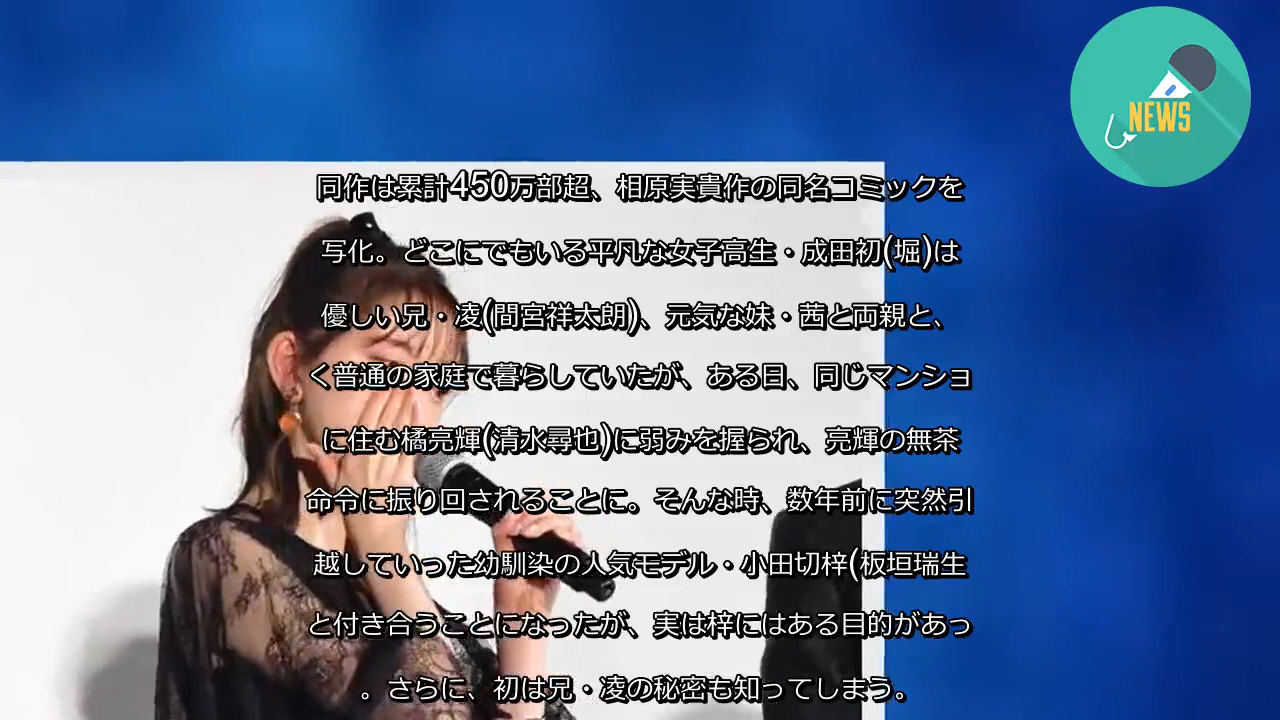 NEWS
同作は累計450万部超、相原実貴作の同名コミックを
写化。どこにでもいる平凡な女子高生・成田初(堀)は
優しい兄・凌(間宮祥太朗)、元気な妹・茜と両親と、
く普通の家庭で暮らしていたが、ある日、同じマンショ
に住む橘亮輝(清水尋也)に弱みを握られ、亮輝の無茶
命令に振り回されることに。そんな時、数年前に突然引
越していった幼馴染の人気モデル・小田切梓(板垣瑞生
と付き合うことになったが、実は梓にはある目的があっ
。さらに、初は兄・凌の秘密も知ってしまう。